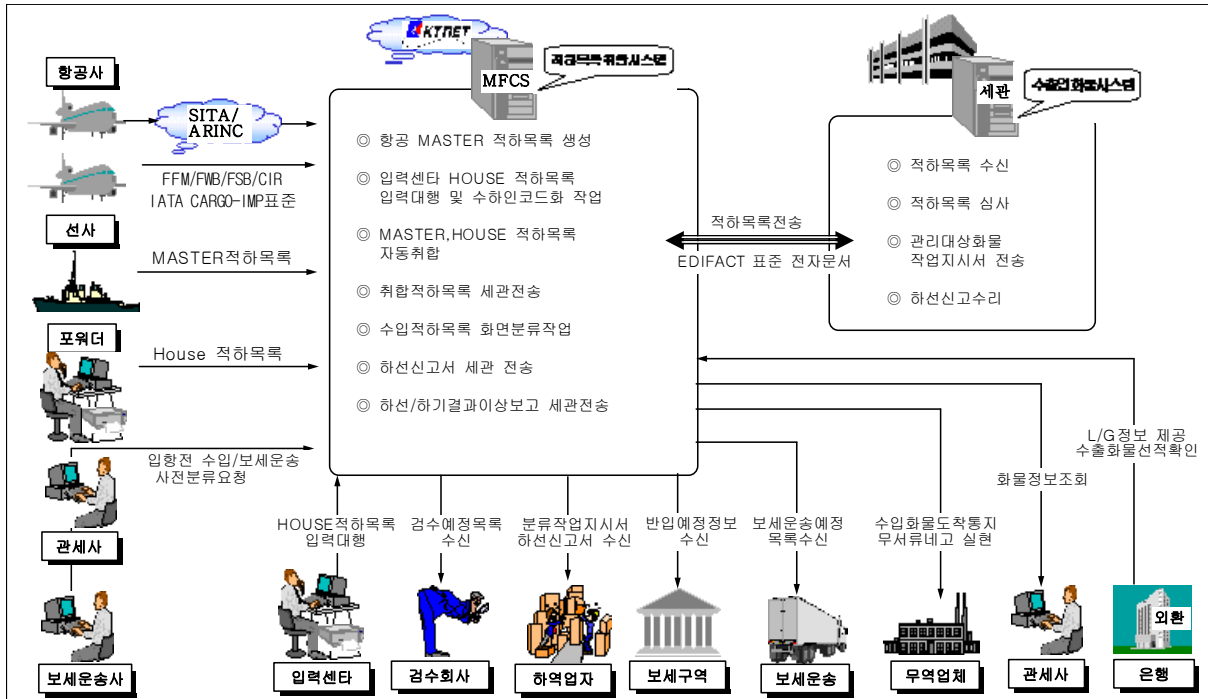 KTNET
MFCS
적하목록취합시스템
세관
수출입화물시스템
항공사
SITA/
ARINC
FFM/FWB/FSB/CIR
IATA CARGO-IMP표준
선사
MASTER적하목록
포워더
House 적하목록
입항전 수입/보세운송
사전분류요청
관세사
보세운송사
◎ 항공 MASTER 적하목록 생성
◎ 입력센타 HOUSE 적하목록
입력대행 및 수하인코드화 작업
◎ MASTER,HOUSE 적하목록
자동취합
◎ 취합적하목록 세관전송
◎ 수입적하목록 화면분류작업
◎ 하선신고서 세관 전송
◎ 하선/하기결과이상보고 세관전송
적하목록전송
EDIFACT 표준 전자문서
◎ 적하목록 수신
◎ 적하목록 심사
◎ 관리대상화물
작업지시서 전송
◎ 하선신고수리
HOUSE적하목록
입력대행
검수예정목록
수신
분류작업지시서
하선신고서 수신
반입예정정보
수신
보세운송예정
목록수신
수입화물도착통지
무서류네고 실현
화물정보조회
L/G정보 제공
수출화물선적확인
외환
입력센타
검수회사
하역업자
보세구역
보세운송
무역업체
관세사
은행